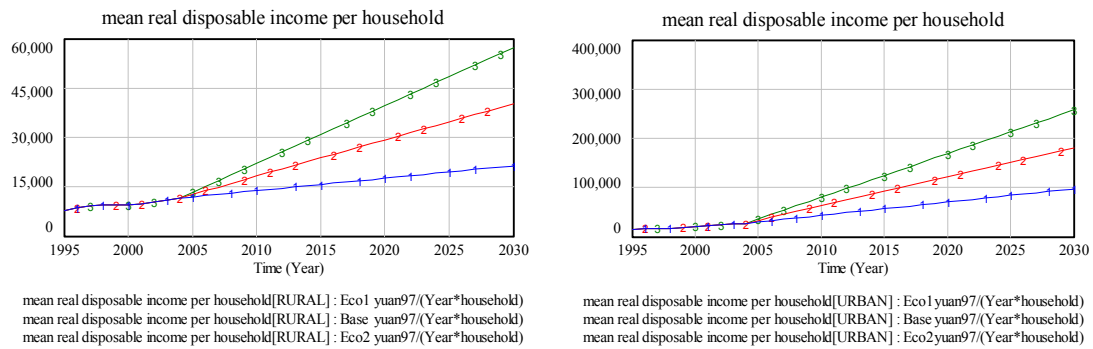 mean real disposable income per household
60,000
45,000
30,000
15,000
0
1995 2000 2005 2010 2015 2020 2025 2030
Time (Year)
mean real disposable income per household[RURAL] : Eco1 yuan97/(Year*household)
mean real disposable income per household[RURAL] : Base yuan97/(Year*household)
mean real disposable income per household[RURAL] : Eco2 yuan97/(Year*household)
mean real disposable income per household
400,000
300,000
200,000
100,000
0
1995 2000 2005 2010 2015 2020 2025 2030
Time (Year)
mean real disposable income per household[URBAN] : Eco1 yuan97/(Year*household)
mean real disposable income per household[URBAN] : Base yuan97/(Year*household)
mean real disposable income per household[URBAN] : Eco2 yuan97/(Year*household)